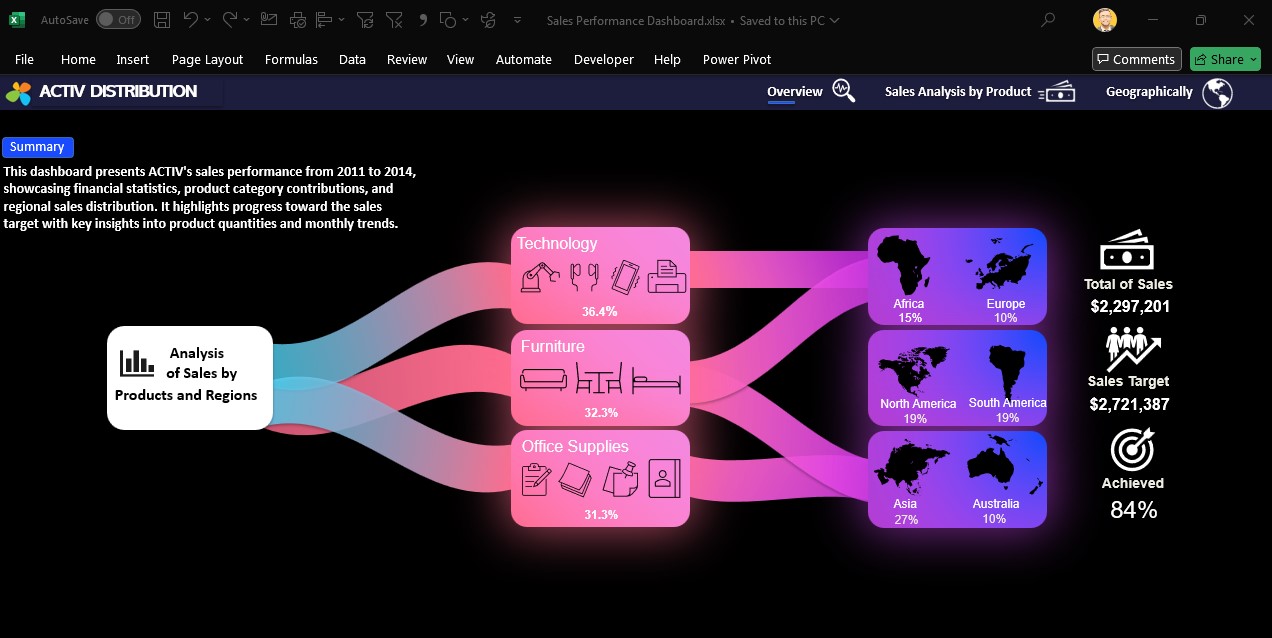 AutoSave
Off
Sales Performance Dashboard.xlsx • Saved to this PC
File Home Insert Page Layout Formulas Data Review View Automate Developer Help Power Pivot
Comments
Share
ACTIV DISTRIBUTION
Overview
Sales Analysis by Product
Geographically
Summary
This dashboard presents ACTIV's sales performance from 2011 to 2014,
showcasing financial statistics, product category contributions, and
regional sales distribution. It highlights progress toward the sales
target with key insights into product quantities and monthly trends.
Analysis
of Sales by
Products and Regions
Technology
36.4%
Furniture
32.3%
Office Supplies
31.3%
Africa
15%
Europe
10%
North America
19%
South America
19%
Asia
27%
Australia
10%
Total of Sales
$2,297,201
Sales Target
$2,721,387
Achieved
84%